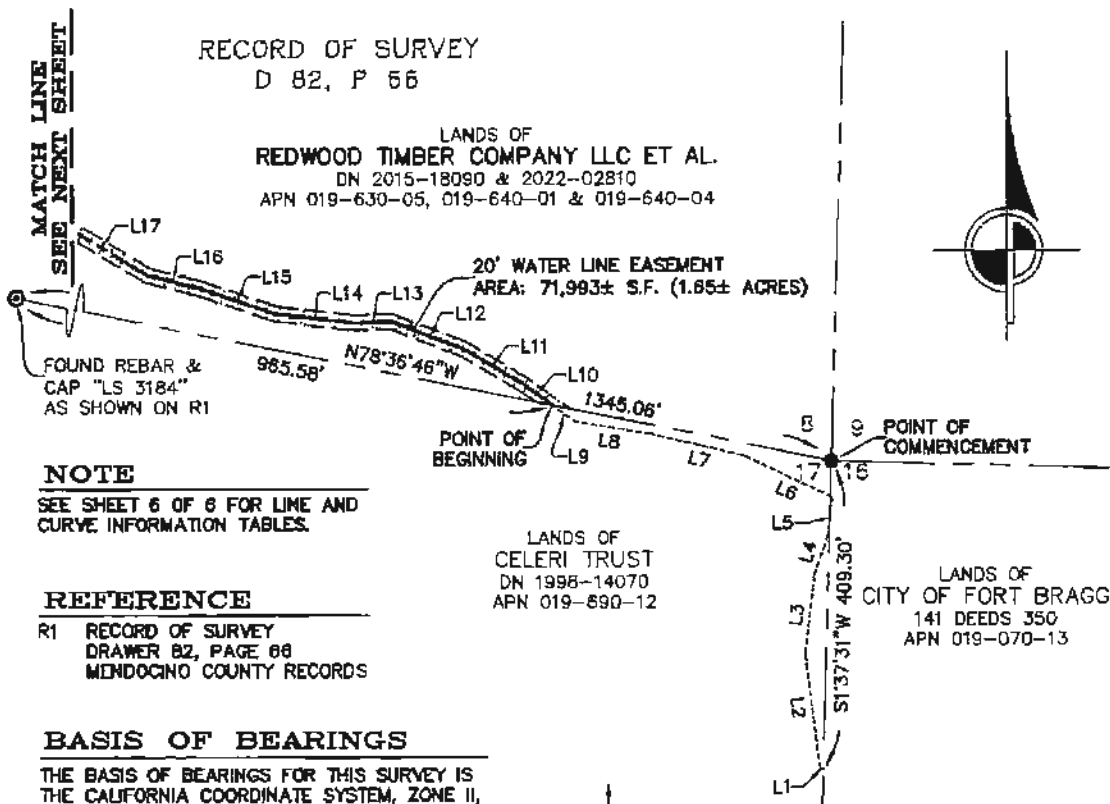 RECORD OF SURVEY
D 82, P 66
MATCH LINE
SEE NEXT SHEET
LANDS OF
REDWOOD TIMBER COMPANY LLC ET AL.
DN 2015-18090 & 2022-02810
APN 019-630-05, 019-640-01 & 019-640-04
L17
L16
L15
L14
L13
20' WATER LINE EASEMENT
AREA: 71,993± S.F. (1.65± ACRES)
L12
L11
L10
FOUND REBAR &
CAP "LS 3184"
AS SHOWN ON R1
985.58'
N78°36'46"W
1345.06'
POINT OF
BEGINNING
L9
L8
L7
L6
8 9
17 16
POINT OF
COMMENCEMENT
L5
L4
L3
L2
L1
S1°37'31"W 409.30'
NOTE
SEE SHEET 6 OF 6 FOR LINE AND
CURVE INFORMATION TABLES.
LANDS OF
CELERI TRUST
DN 1998-14070
APN 019-690-12
LANDS OF
CITY OF FORT BRAGG
141 DEEDS 350
APN 019-070-13
REFERENCE
R1 RECORD OF SURVEY
DRAWER 82, PAGE 66
MENDOCINO COUNTY RECORDS
BASIS OF BEARINGS
THE BASIS OF BEARINGS FOR THIS SURVEY IS
THE CALIFORNIA COORDINATE SYSTEM, ZONE II,